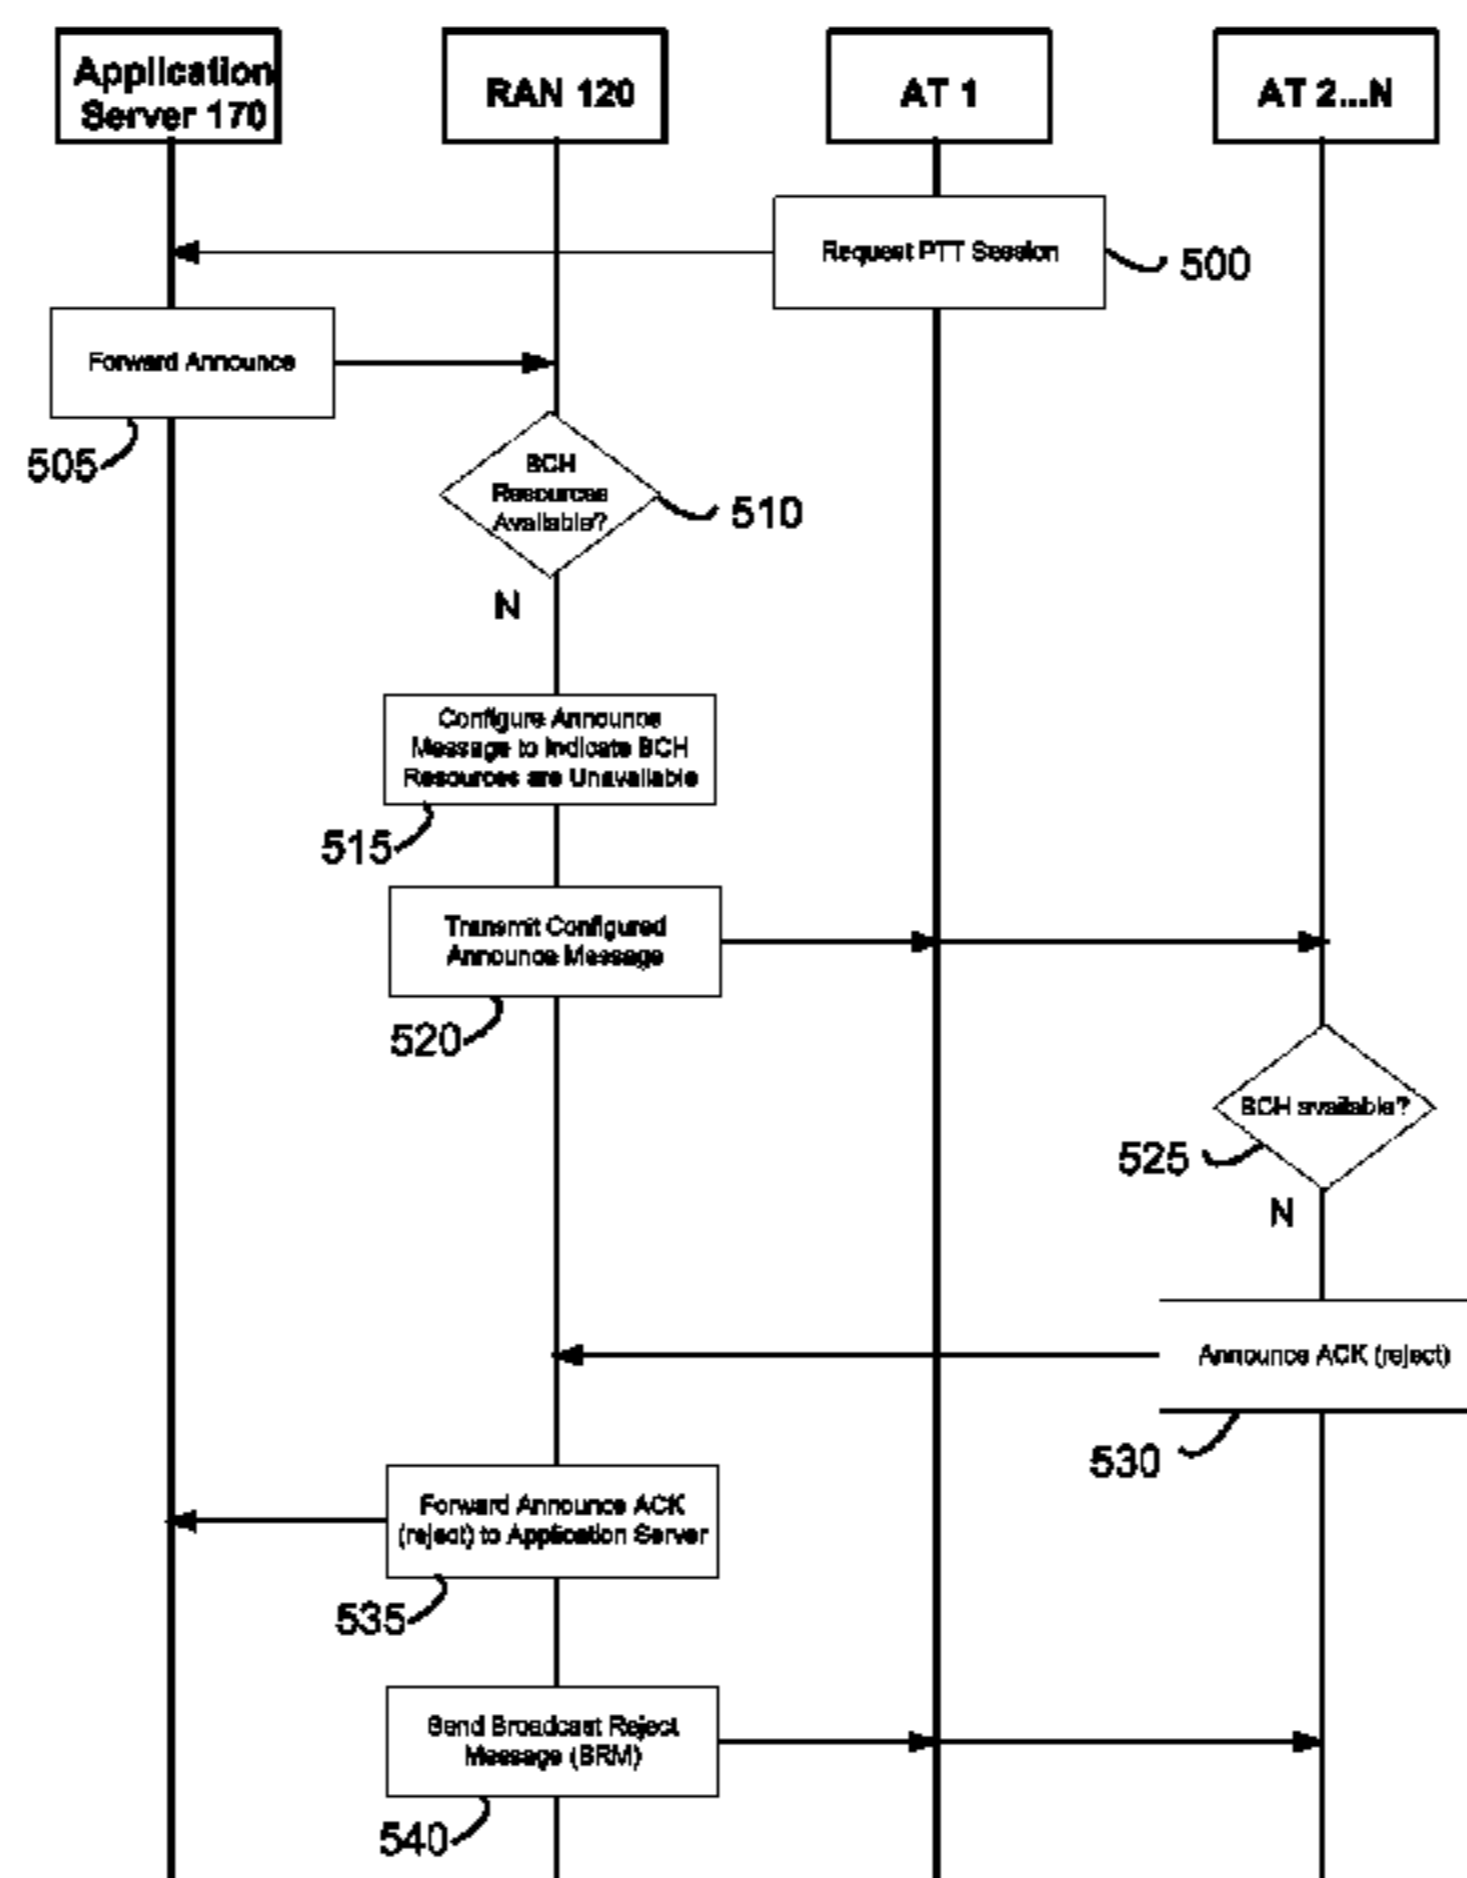 Application
Server 170
RAN 120
AT 1
AT 2...N
Request PTT Session
500
Forward Announce
505
BCH
Resources
Available?
510
N
Configure Announce
Message to Indicate BCH
Resources are Unavailable
515
Transmit Configured
Announce Message
520
BCH available?
525
N
Announce ACK (reject)
530
Forward Announce ACK
(reject) to Application Server
535
Send Broadcast Reject
Message (BRM)
540